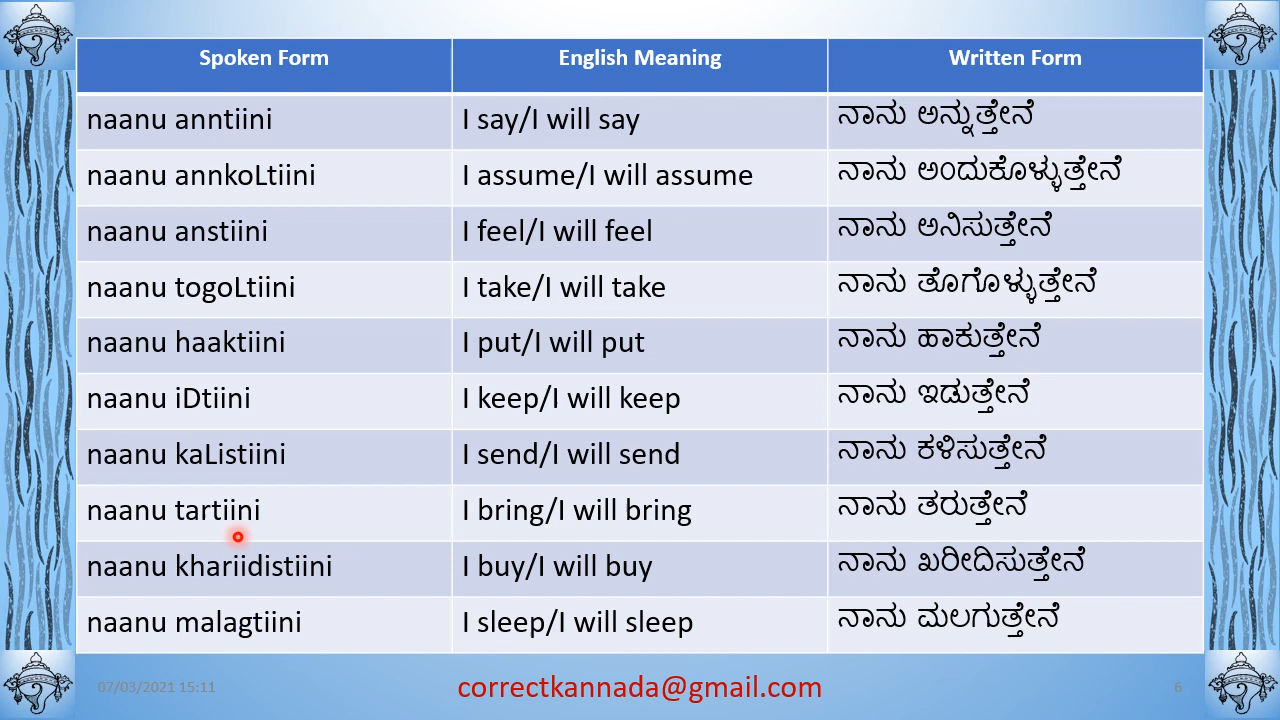 Spoken Form English Meaning Written Form
naanu anntiini I say/I will say ನಾನು ಅನ್ನುತ್ತೇನೆ
naanu annkoLtiini I assume/I will assume ನಾನು ಅಂದುಕೊಳ್ಳುತ್ತೇನೆ
naanu anstiini I feel/I will feel ನಾನು ಅನಿಸುತ್ತೇನೆ
naanu togoLtiini I take/I will take ನಾನು ತೊಗೊಳ್ಳುತ್ತೇನೆ
naanu haaktiini I put/I will put ನಾನು ಹಾಕುತ್ತೇನೆ
naanu iDtiini I keep/I will keep ನಾನು ಇಡುತ್ತೇನೆ
naanu kaListiini I send/I will send ನಾನು ಕಳಿಸುತ್ತೇನೆ
naanu tartiini I bring/I will bring ನಾನು ತರುತ್ತೇನೆ
naanu khariidistiini I buy/I will buy ನಾನು ಖರೀದಿಸುತ್ತೇನೆ
naanu malagtiini I sleep/I will sleep ನಾನು ಮಲಗುತ್ತೇನೆ
07/03/2021 15:11 correctkannada@gmail.com 6